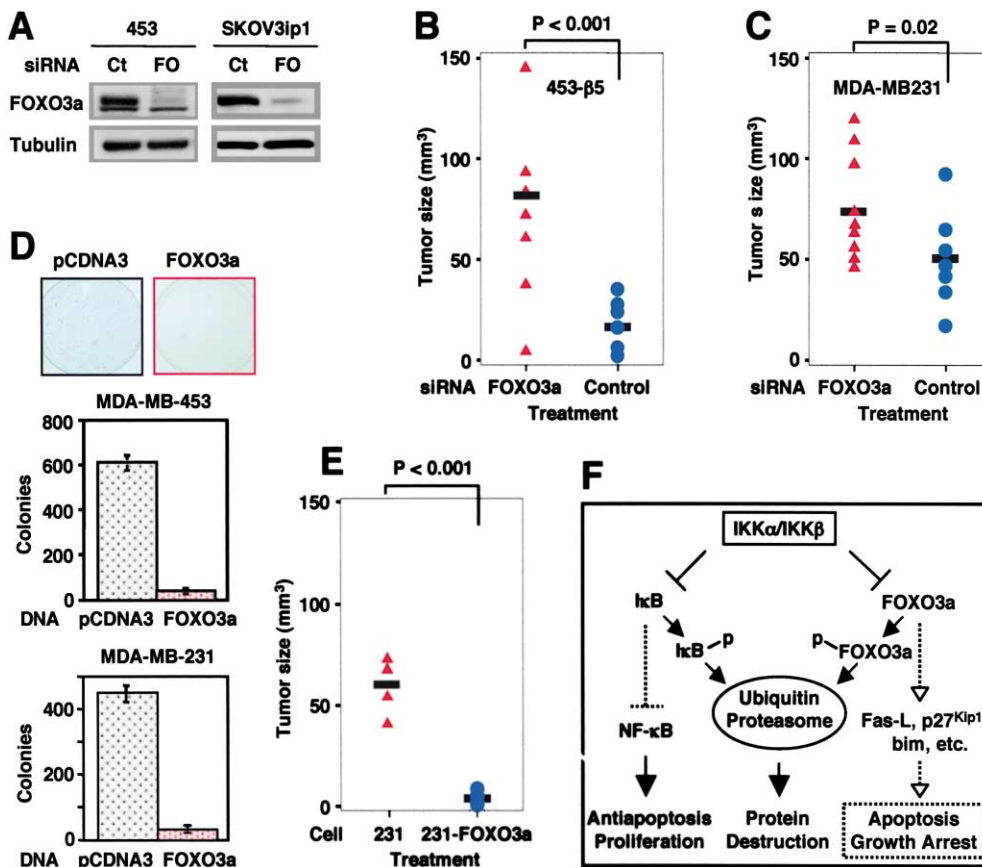 A
453 SKOV3ip1
siRNA Ct FO Ct FO
FOXO3a
Tubulin
B
P < 0.001
150
453-β5
100
50
0
Tumor size (mm³)
siRNA FOXO3a Control
Treatment
C
P = 0.02
150
MDA-MB231
100
50
0
Tumor s ize (mm³)
siRNA FOXO3a Control
Treatment
D
pCDNA3 FOXO3a
MDA-MB-453
800
600
400
200
0
Colonies
DNA pCDNA3 FOXO3a
MDA-MB-231
400
200
0
Colonies
DNA pCDNA3 FOXO3a
E
P < 0.001
150
100
50
0
Tumor size (mm³)
Cell 231 231-FOXO3a
Treatment
F
IKKα/IKKβ
IκB FOXO3a
IκB p p FOXO3a
Ubiquitin
Proteasome
NF-κB
Fas-L, p27Kip1
bim, etc.
Antiapoptosis
Proliferation
Protein
Destruction
Apoptosis
Growth Arrest